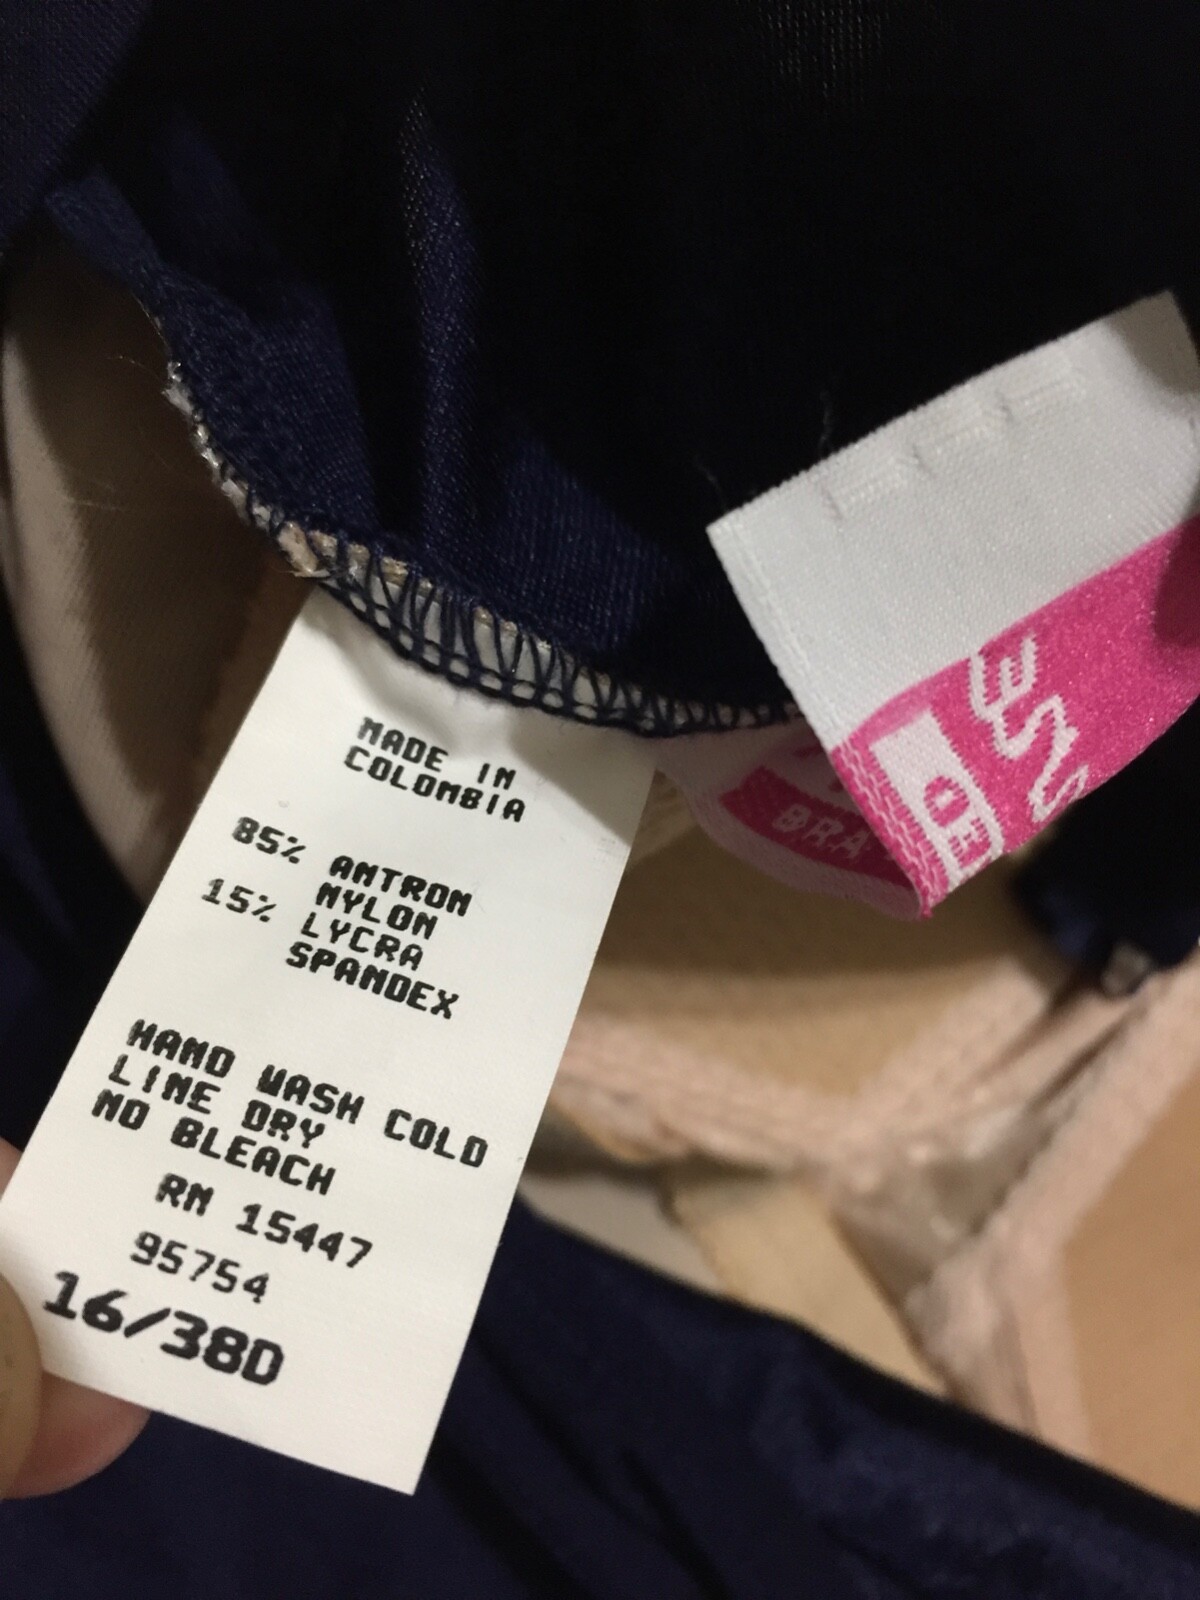 MADE IN
COLOMBIA
85% ANTRON
NYLON
15% LYCRA
SPANDEX
HAND WASH COLD
LINE DRY
NO BLEACH
RN 15447
95754
16/38D
BRA